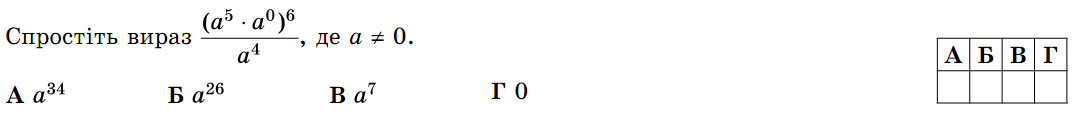 Спростіть вираз (a⁵ · a⁰)⁶ / a⁴, де a ≠ 0.
А a³⁴ Б a²⁶ В a⁷ Г 0
А Б В Г